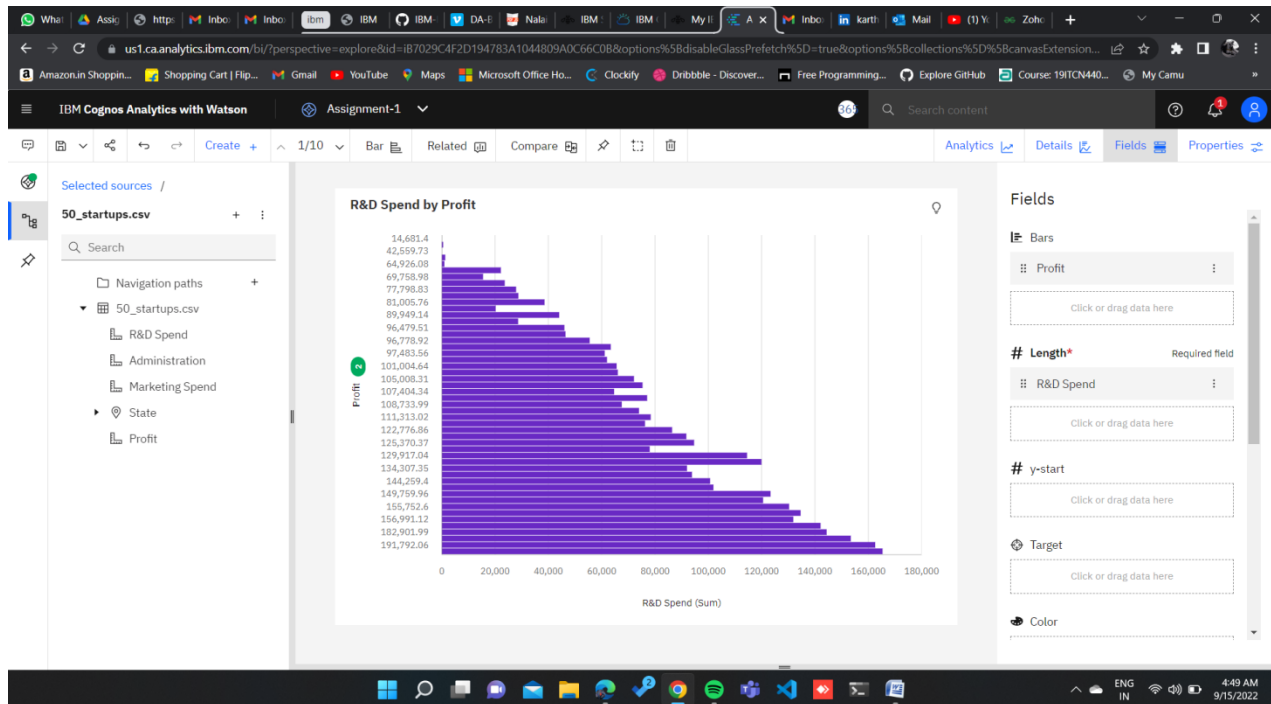 What Assig https Inbo Inbo ibm IBM IBM- DA-E Nalai IBM IBM My II A Inbo karth Mail (1) Yo Zoho
us1.ca.analytics.ibm.com/bi/?perspective=explore&id=iB7029C4F2D194783A1044809A0C66C0B&options%5BdisableGlassPrefetch%5D=true&options%5Bcollections%5D%5BcanvasExtension...
Amazon.in Shoppin... Shopping Cart | Flip... Gmail YouTube Maps Microsoft Office Ho... Clockify Dribbble - Discover... Free Programming... Explore GitHub Course: 19ITCN440... My Camu »
IBM Cognos Analytics with Watson Assignment-1 Search content 1
Create + 1/10 Bar Related Compare Analytics Details Fields Properties
Selected sources /
50_startups.csv
Search
Navigation paths
50_startups.csv
R&D Spend
Administration
Marketing Spend
State
Profit
R&D Spend by Profit
14,681.4
42,559.73
64,926.08
69,758.98
77,798.83
81,005.76
89,949.14
96,479.51
96,778.92
97,483.56
101,004.64
105,008.31
107,404.34
108,733.99
111,313.02
122,776.86
125,370.37
129,917.04
134,307.35
144,259.4
149,759.96
155,752.6
156,991.12
182,901.99
191,792.06
Profit 2
0 20,000 40,000 60,000 80,000 100,000 120,000 140,000 160,000 180,000
R&D Spend (Sum)
Fields
Bars
Profit
Click or drag data here
# Length* Required field
R&D Spend
Click or drag data here
# y-start
Click or drag data here
Target
Click or drag data here
Color
2
ENG
IN
4:49 AM
9/15/2022